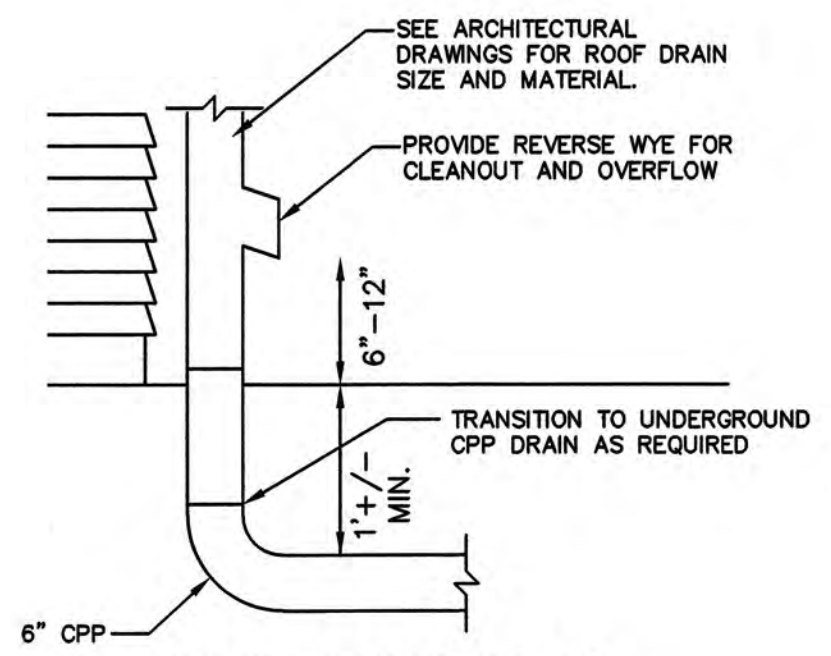 SEE ARCHITECTURAL
DRAWINGS FOR ROOF DRAIN
SIZE AND MATERIAL.
PROVIDE REVERSE WYE FOR
CLEANOUT AND OVERFLOW
6"-12"
TRANSITION TO UNDERGROUND
CPP DRAIN AS REQUIRED
1'+/-
MIN.
6" CPP